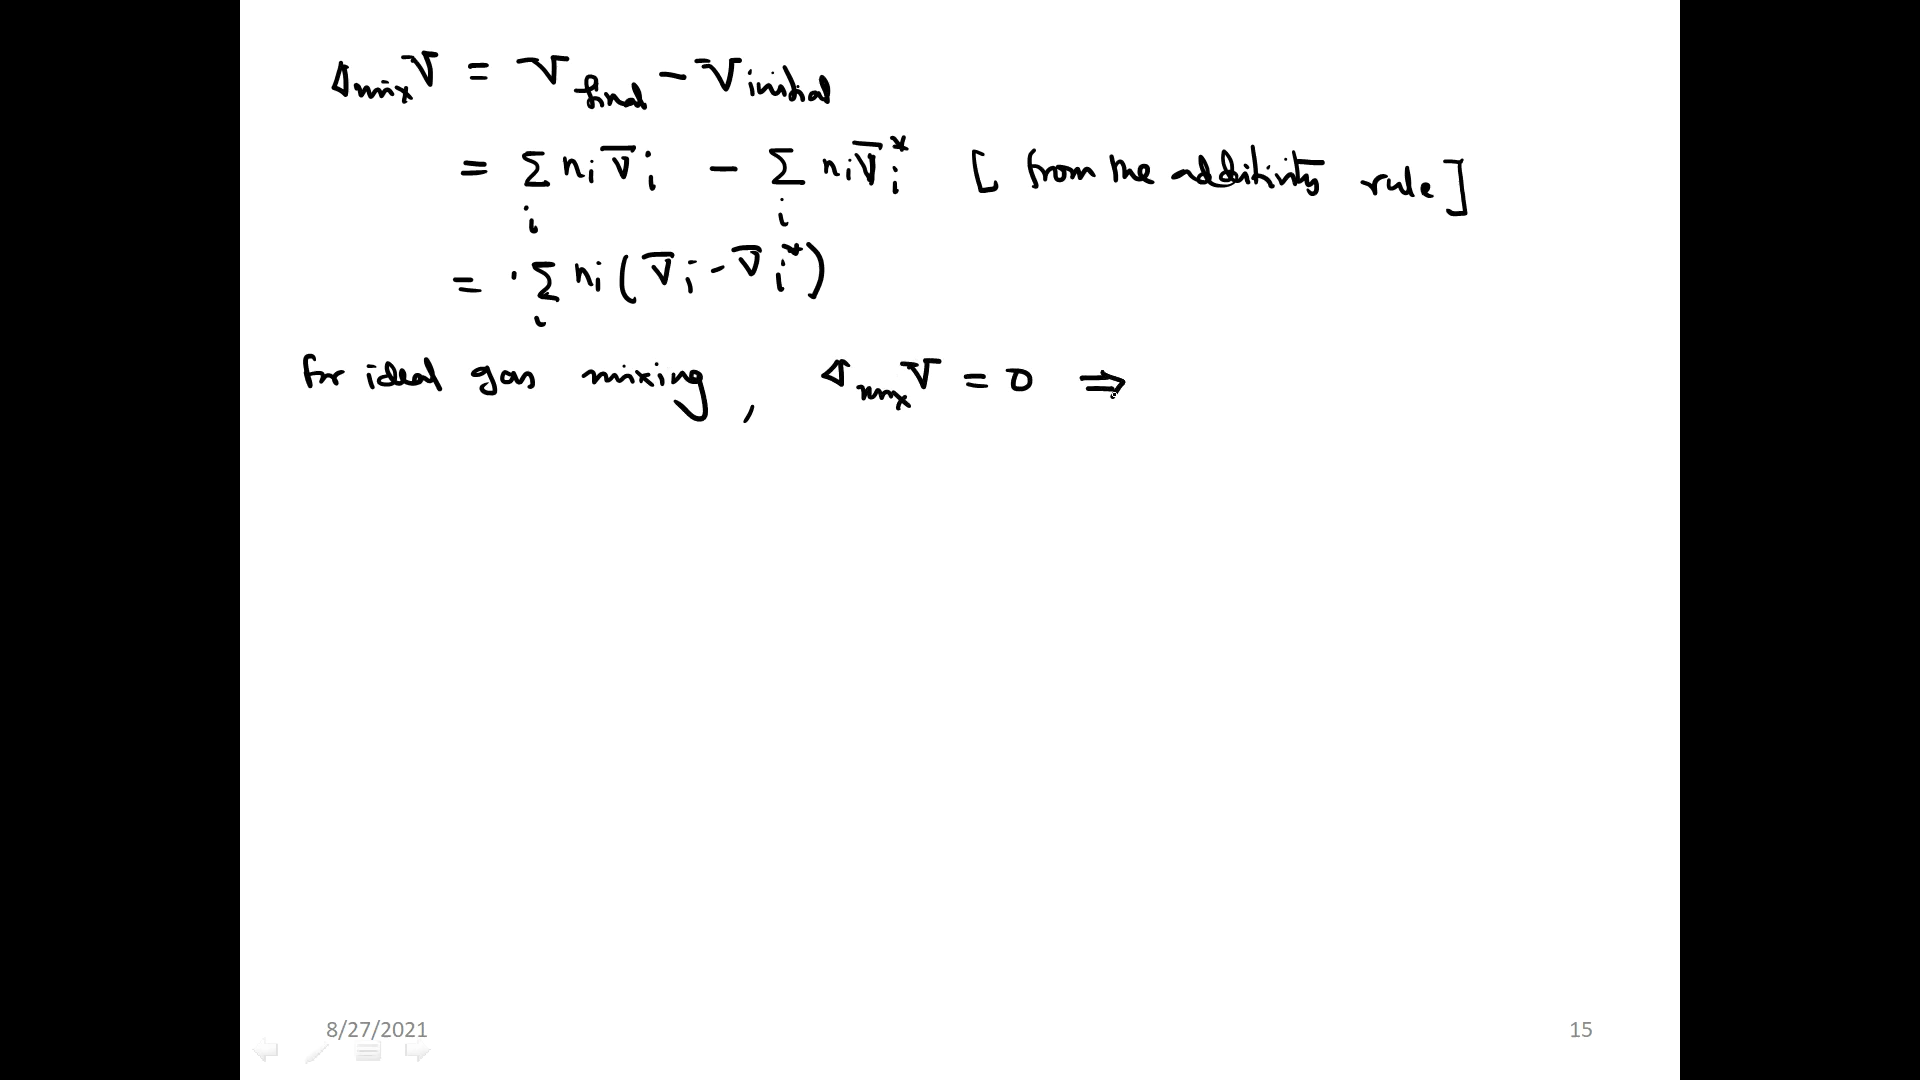 Δmix V = V final - V initial
= Σi ni V̄i - Σi ni V̄i* [ from the additivity rule ]
= Σi ni ( V̄i - V̄i* )
for ideal gas mixing , Δmix V = 0 ⇒
8/27/2021 15